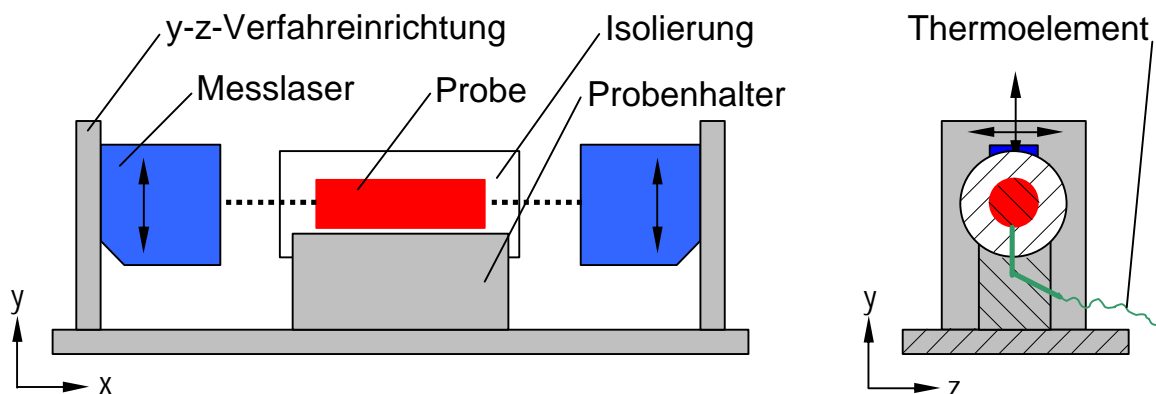 y-z-Verfahreinrichtung
Isolierung
Thermoelement
Messlaser
Probe
Probenhalter
y
x
y
z